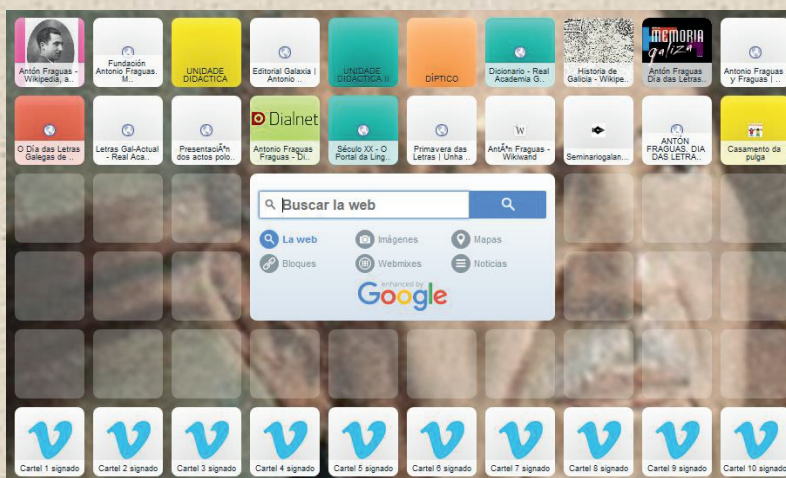 Antón Fraguas -
Wikipedia, a..
Fundación
Antonio Fraguas.
M..
UNIDADE
DIDÁCTICA
Editorial Galaxia |
Antonio ..
UNIDADE
DIDÁCTICA II
DÍPTICO
Dicionario - Real
Academia G..
Historia de
Galicia - Wikipe..
MEMORIA
galiza
Antón Fraguas
Día das Letras..
Antonio Fraguas
y Fraguas | ..
O Día das Letras
Galegas de ..
Letras Gal-Actual
- Real Aca..
PresentaciÃ³n
dos actos polo..
Dialnet
Antonio Fraguas
Fraguas - Di..
Século XX - O
Portal da Ling..
Primavera das
Letras | Unha ..
W
AntÃ³n Fraguas -
Wikiwand
Seminariogalan...
ANTÓN
FRAGUAS. DIA
DAS LETRA..
Casamento da
pulga
Buscar la web
La web
Imágenes
Mapas
Bloques
Webmixes
Noticias
enhanced by
Google
Cartel 1 signado
Cartel 2 signado
Cartel 3 signado
Cartel 4 signado
Cartel 5 signado
Cartel 6 signado
Cartel 7 signado
Cartel 8 signado
Cartel 9 signado
Cartel 10 signado